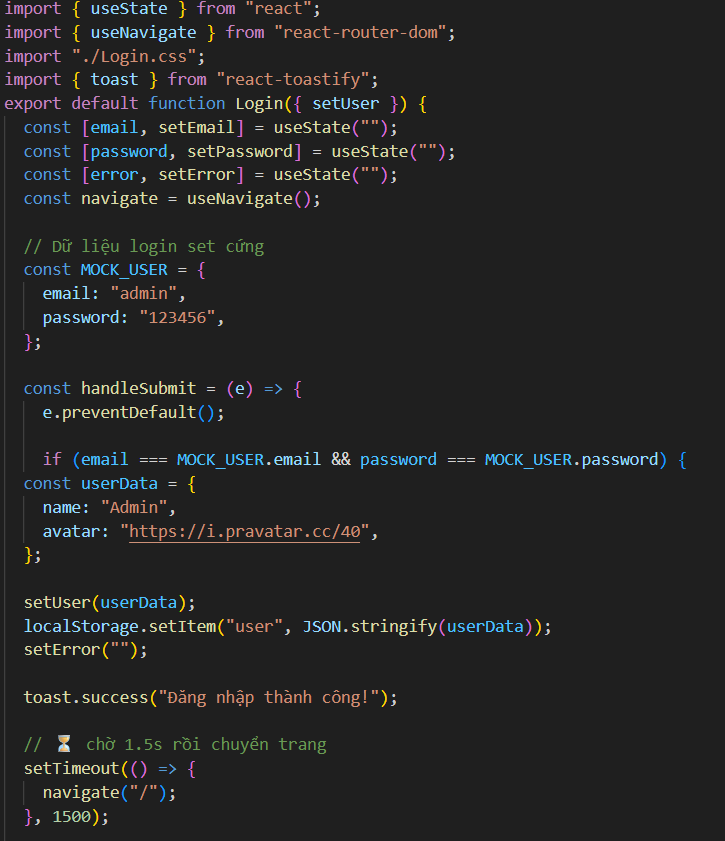 import { useState } from "react";
import { useNavigate } from "react-router-dom";
import "./Login.css";
import { toast } from "react-toastify";
export default function Login({ setUser }) {
  const [email, setEmail] = useState("");
  const [password, setPassword] = useState("");
  const [error, setError] = useState("");
  const navigate = useNavigate();

  // Dữ liệu login set cứng
  const MOCK_USER = {
    email: "admin",
    password: "123456",
  };

  const handleSubmit = (e) => {
    e.preventDefault();

    if (email === MOCK_USER.email && password === MOCK_USER.password) {
  const userData = {
    name: "Admin",
    avatar: "https://i.pravatar.cc/40",
  };

  setUser(userData);
  localStorage.setItem("user", JSON.stringify(userData));
  setError("");

  toast.success("Đăng nhập thành công!");

  // ⏳ chờ 1.5s rồi chuyển trang
  setTimeout(() => {
    navigate("/");
  }, 1500);